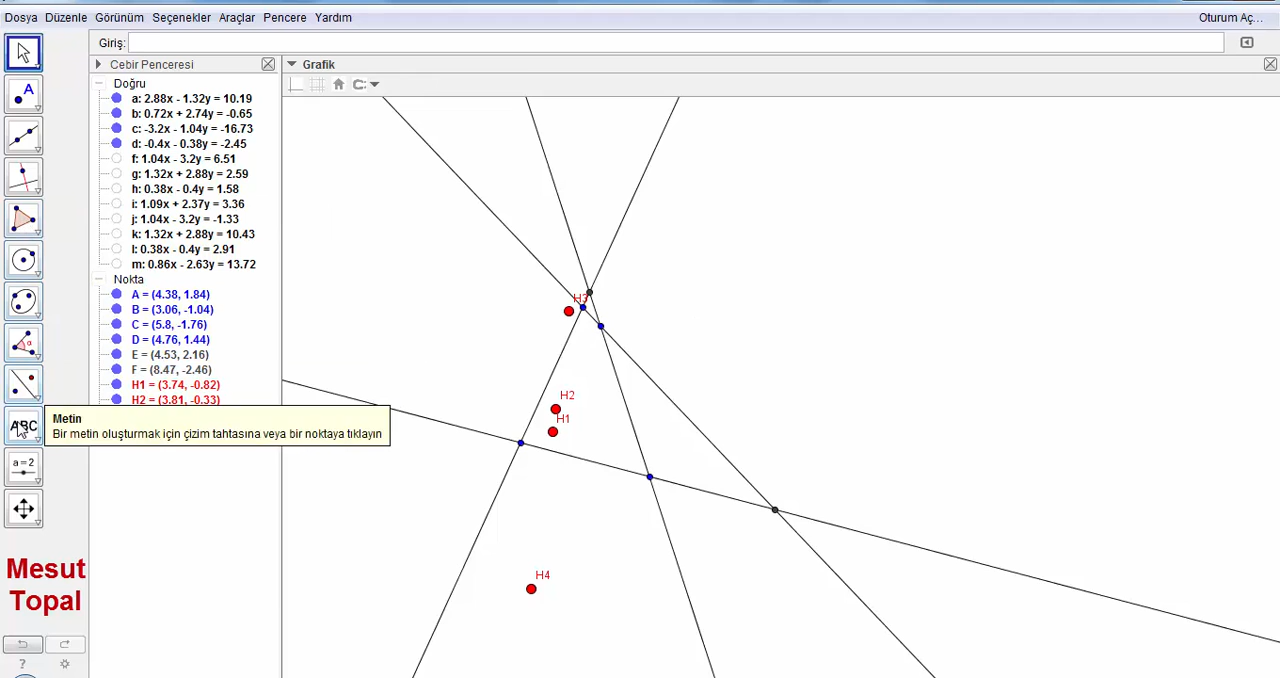 Dosya Düzenle Görünüm Seçenekler Araçlar Pencere Yardım
Oturum Aç...
Giriş:
Cebir Penceresi
Grafik
Doğru
a: 2.88x - 1.32y = 10.19
b: 0.72x + 2.74y = -0.65
c: -3.2x - 1.04y = -16.73
d: -0.4x - 0.38y = -2.45
f: 1.04x - 3.2y = 6.51
g: 1.32x + 2.88y = 2.59
h: 0.38x - 0.4y = 1.58
i: 1.09x + 2.37y = 3.36
j: 1.04x - 3.2y = -1.33
k: 1.32x + 2.88y = 10.43
l: 0.38x - 0.4y = 2.91
m: 0.86x - 2.63y = 13.72
Nokta
A = (4.38, 1.84)
B = (3.06, -1.04)
C = (5.8, -1.76)
D = (4.76, 1.44)
E = (4.53, 2.16)
F = (8.47, -2.46)
H1 = (3.74, -0.82)
H2 = (3.81, -0.33)
A
α
ABC
a=2
Metin
Bir metin oluşturmak için çizim tahtasına veya bir noktaya tıklayın
H3
H2
H1
H4
Mesut
Topal
?